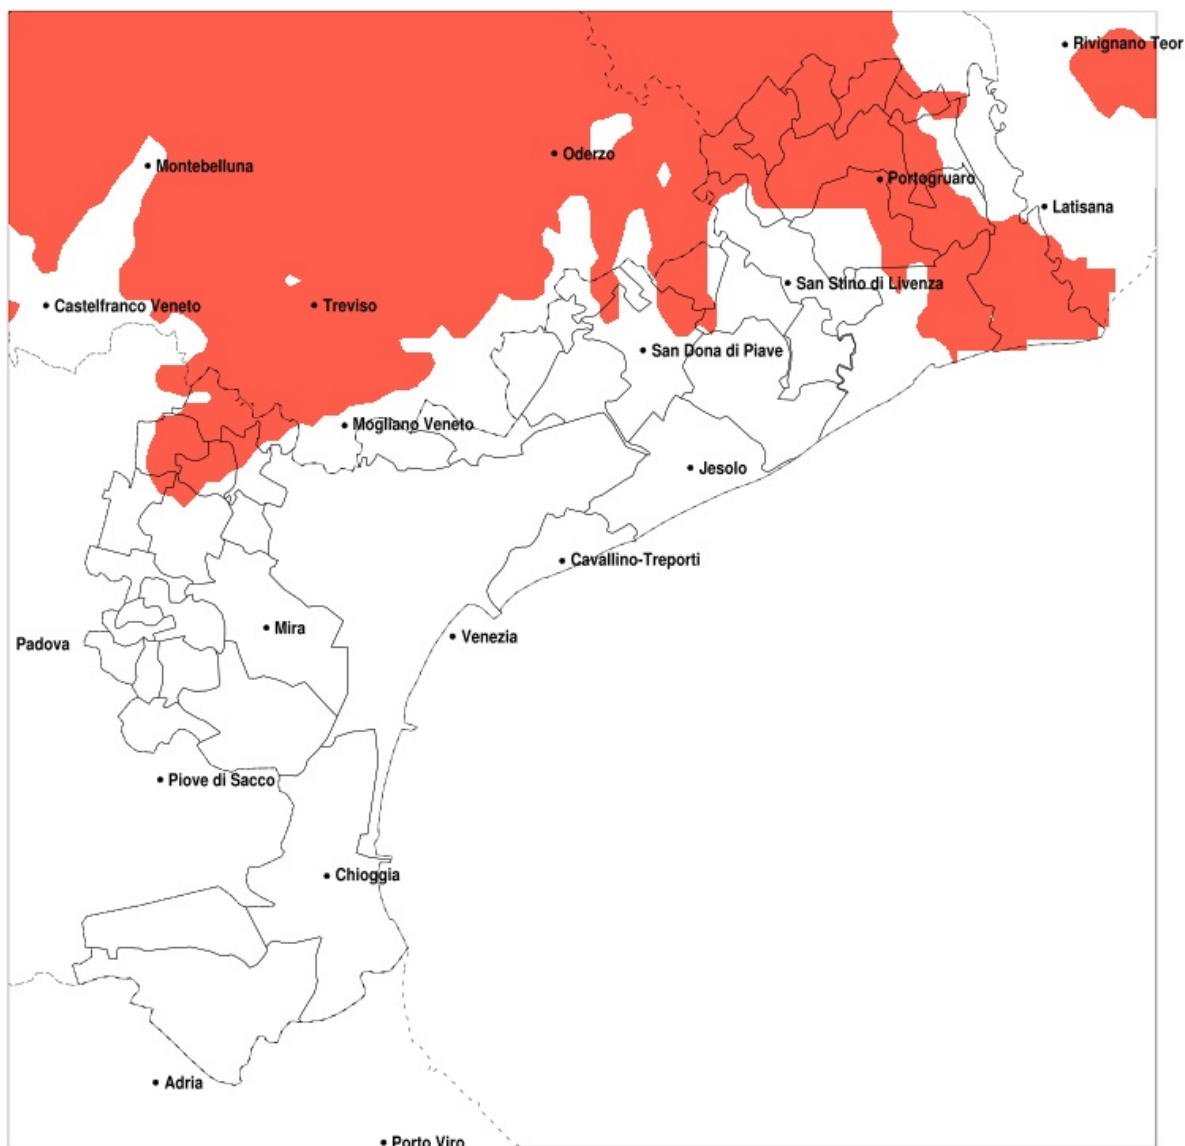 Rivignano Teor
Oderzo
Montebelluna
Portogruaro
Latisana
San Stino di Livenza
Castelfranco Veneto
Treviso
San Dona di Piave
Mogliano Veneto
Jesolo
Cavallino-Treporti
Mira
Venezia
Padova
Piove di Sacco
Chioggia
Adria
Porto Viro